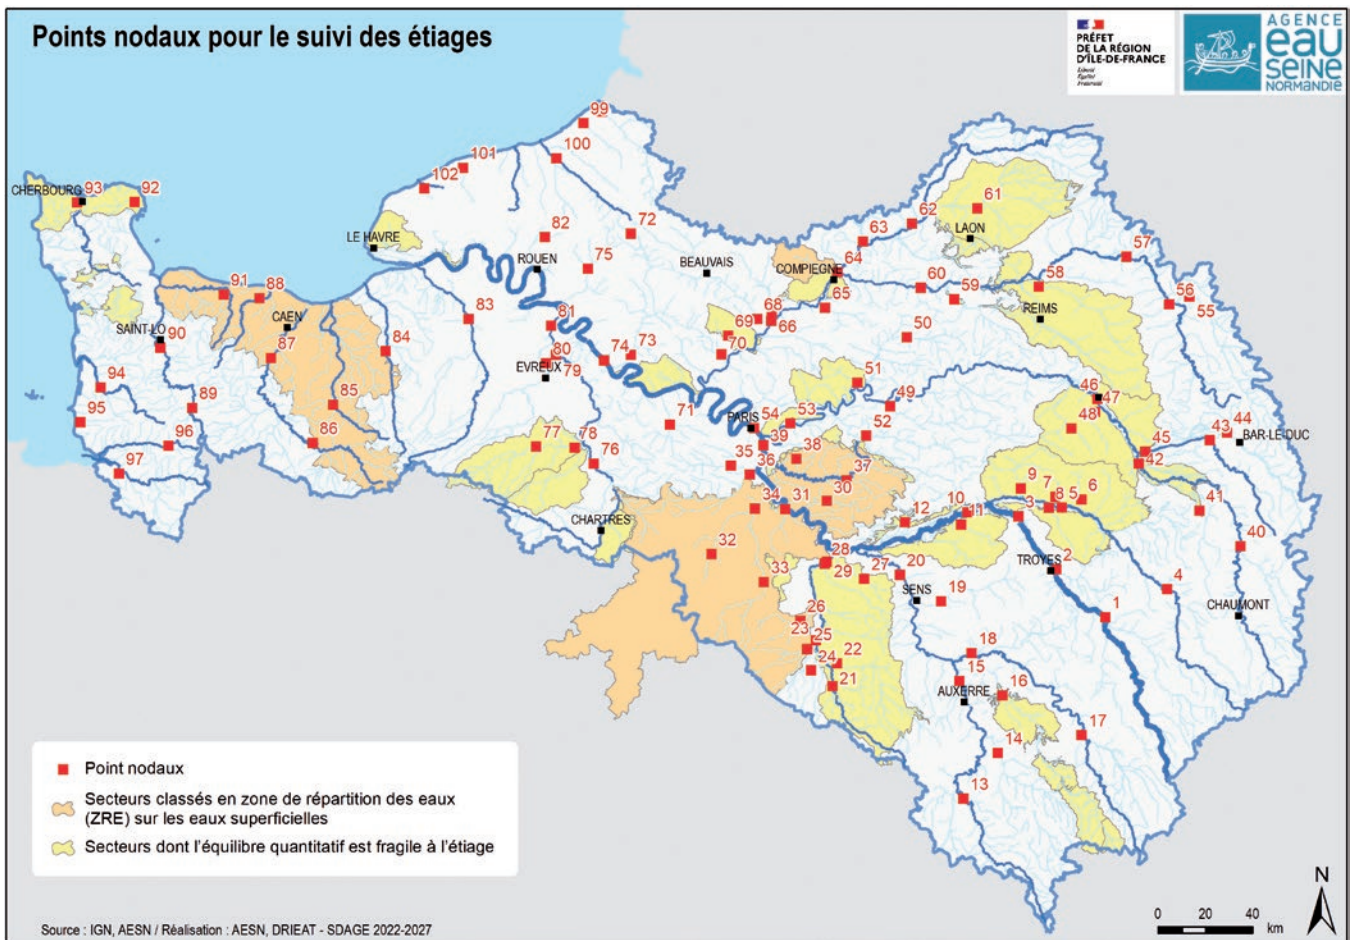 Points nodaux pour le suivi des étiages
PRÉFET
DE LA RÉGION
D'ÎLE-DE-FRANCE
Liberté
Égalité
Fraternité
AGENCE
eau
SEINE
NORMANDIE
99
100
101
102
CHERBOURG
93
92
LE HAVRE
82
72
ROUEN
75
BEAUVAIS
COMPIEGNE
64
63
62
61
LAON
57
60
59
58
56
55
REIMS
65
68
66
69
70
50
91
88
CAEN
83
81
84
SAINT-LO
90
87
80
79
EVREUX
74
73
51
49
46
47
48
94
95
89
85
86
96
97
71
PARIS
54
53
52
39
38
35
36
37
44
43
BAR-LE-DUC
45
42
77
78
76
CHARTRES
34
31
30
12
10
11
9
7
8
5
6
3
41
40
32
33
28
29
27
20
SENS
19
TROYES
2
4
1
CHAUMONT
26
23
25
24
22
21
18
15
AUXERRE
16
17
14
13
Point nodaux
Secteurs classés en zone de répartition des eaux
(ZRE) sur les eaux superficielles
Secteurs dont l'équilibre quantitatif est fragile à l'étiage
N
0 20 40
km
Source : IGN, AESN / Réalisation : AESN, DRIEAT - SDAGE 2022-2027